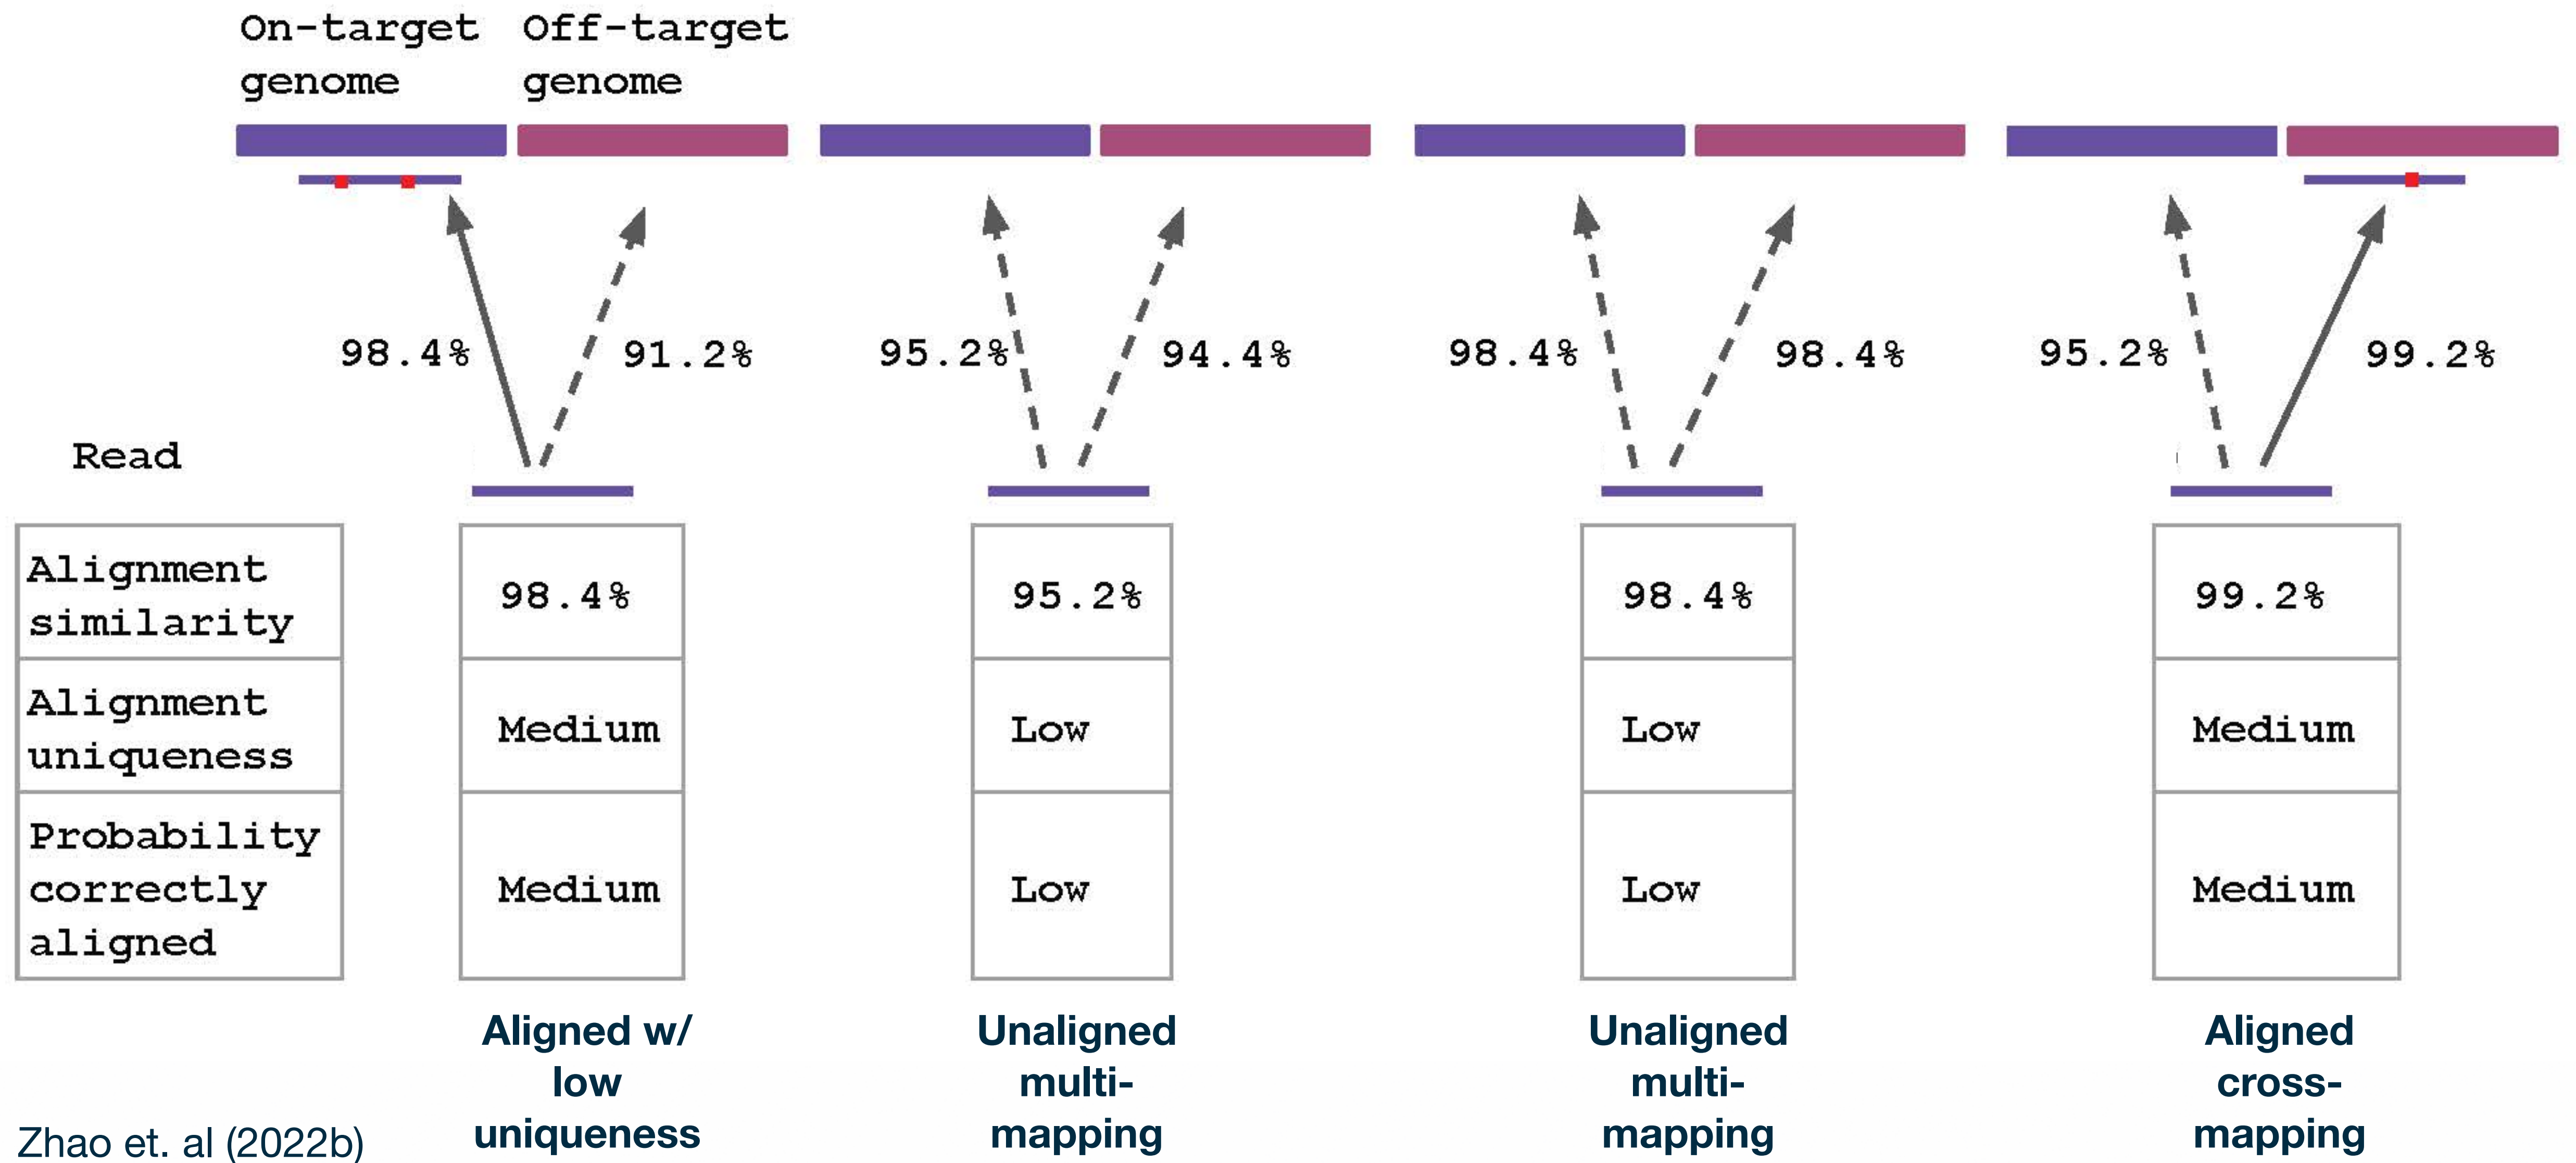 On-target Off-target
genome genome
98.4% 91.2% 95.2% 94.4% 98.4% 98.4% 95.2% 99.2%
Read
Alignment
similarity
98.4% 95.2% 98.4% 99.2%
Alignment
uniqueness
Medium Low Low Medium
Probability
correctly
aligned
Medium Low Low Medium
Aligned w/
low
uniqueness
Unaligned
multi-
mapping
Unaligned
multi-
mapping
Aligned
cross-
mapping
Zhao et. al (2022b)